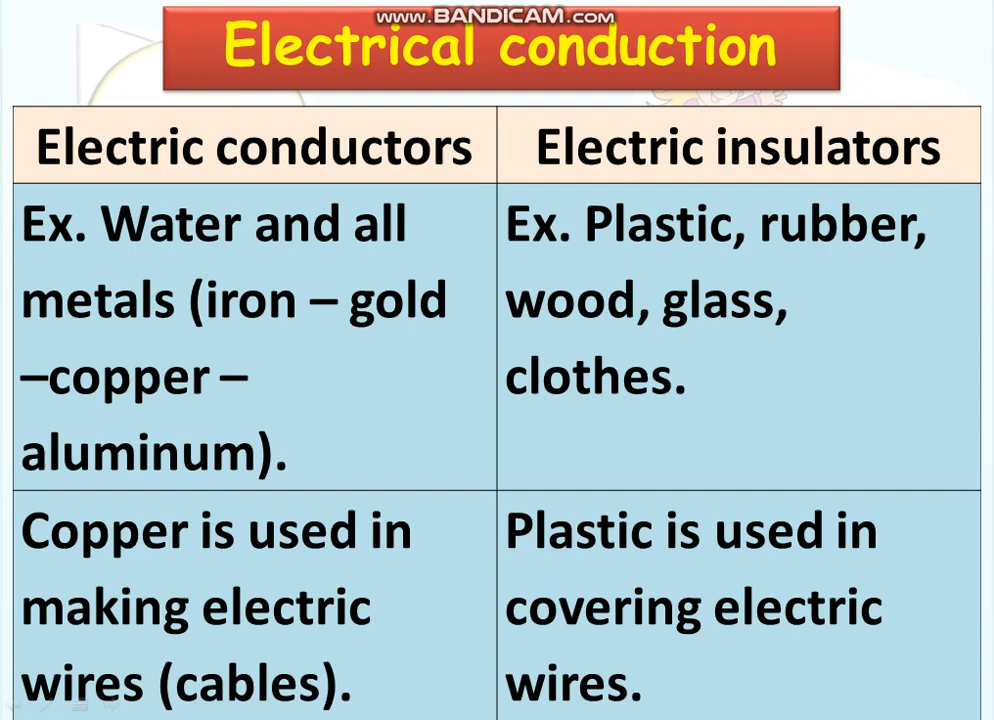 www.BANDICAM.com
Electrical conduction
Electric conductors
Electric insulators
Ex. Water and all
metals (iron – gold
–copper –
aluminum).
Ex. Plastic, rubber,
wood, glass,
clothes.
Copper is used in
making electric
wires (cables).
Plastic is used in
covering electric
wires.